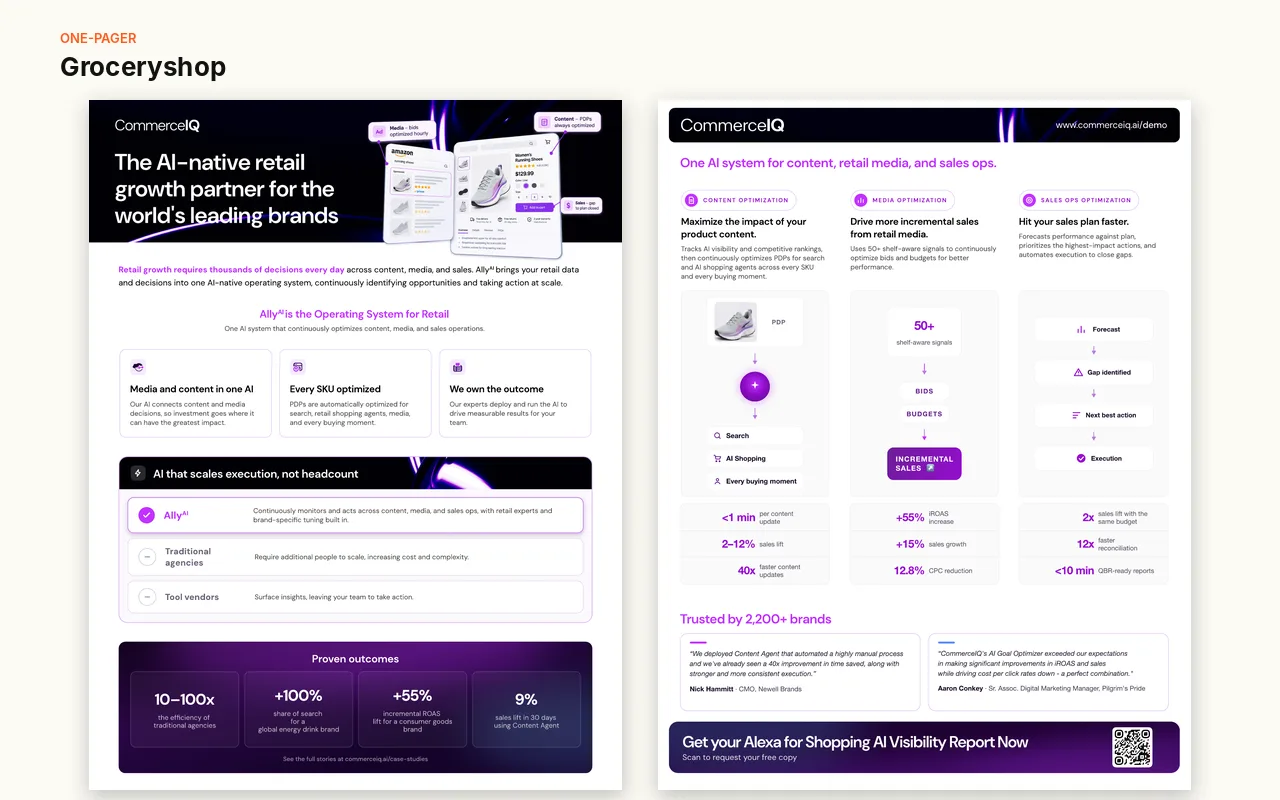 ONE-PAGER
Groceryshop
CommerceIQ
The AI-native retail
growth partner for the
world's leading brands
Ad
Media – bids
optimized hourly
Content – PDPs
always optimized
Sales – gap
to plan closed
amazon
Women's
Running Shoes
$129.99
Retail growth requires thousands of decisions every day across content, media, and sales. AllyAI brings your retail data
and decisions into one AI-native operating system, continuously identifying opportunities and taking action at scale.
AllyAI is the Operating System for Retail
One AI system that continuously optimizes content, media, and sales operations.
Media and content in one AI
Our AI connects content and media
decisions, so investment goes where it
can have the greatest impact.
Every SKU optimized
PDPs are automatically optimized for
search, retail shopping agents, media,
and every buying moment.
We own the outcome
Our experts deploy and run the AI to
drive measurable results for your
team.
AI that scales execution, not headcount
AllyAI
Continuously monitors and acts across content, media, and sales ops, with retail experts and
brand-specific tuning built in.
Traditional
agencies
Require additional people to scale, increasing cost and complexity.
Tool vendors
Surface insights, leaving your team to take action.
Proven outcomes
10–100x
the efficiency of
traditional agencies
+100%
share of search
for a
global energy drink brand
+55%
incremental ROAS
lift for a consumer goods
brand
9%
sales lift in 30 days
using Content Agent
See the full stories at commerceiq.ai/case-studies
CommerceIQ
www.commerceiq.ai/demo
One AI system for content, retail media, and sales ops.
CONTENT OPTIMIZATION
Maximize the impact of your
product content.
Tracks AI visibility and competitive rankings,
then continuously optimizes PDPs for search
and AI shopping agents across every SKU
and every buying moment.
PDP
Search
AI Shopping
Every buying moment
<1 min per content
update
2–12% sales lift
40x faster content
updates
MEDIA OPTIMIZATION
Drive more incremental sales
from retail media.
Uses 50+ shelf-aware signals to continuously
optimize bids and budgets for better
performance.
50+
shelf-aware signals
BIDS
BUDGETS
INCREMENTAL
SALES
+55% iROAS
increase
+15% sales growth
12.8% CPC reduction
SALES OPS OPTIMIZATION
Hit your sales plan faster.
Forecasts performance against plan,
prioritizes the highest-impact actions, and
automates execution to close gaps.
Forecast
Gap identified
Next best action
Execution
2x sales lift with the
same budget
12x faster
reconciliation
<10 min QBR-ready reports
Trusted by 2,200+ brands
"We deployed Content Agent that automated a highly manual process
and we've already seen a 40x improvement in time saved, along with
stronger and more consistent execution."
Nick Hammitt · CMO, Newell Brands
"CommerceIQ's AI Goal Optimizer exceeded our expectations
in making significant improvements in iROAS and sales
while driving cost per click rates down - a perfect combination."
Aaron Conkey · Sr. Assoc. Digital Marketing Manager, Pilgrim's Pride
Get your Alexa for Shopping AI Visibility Report Now
Scan to request your free copy